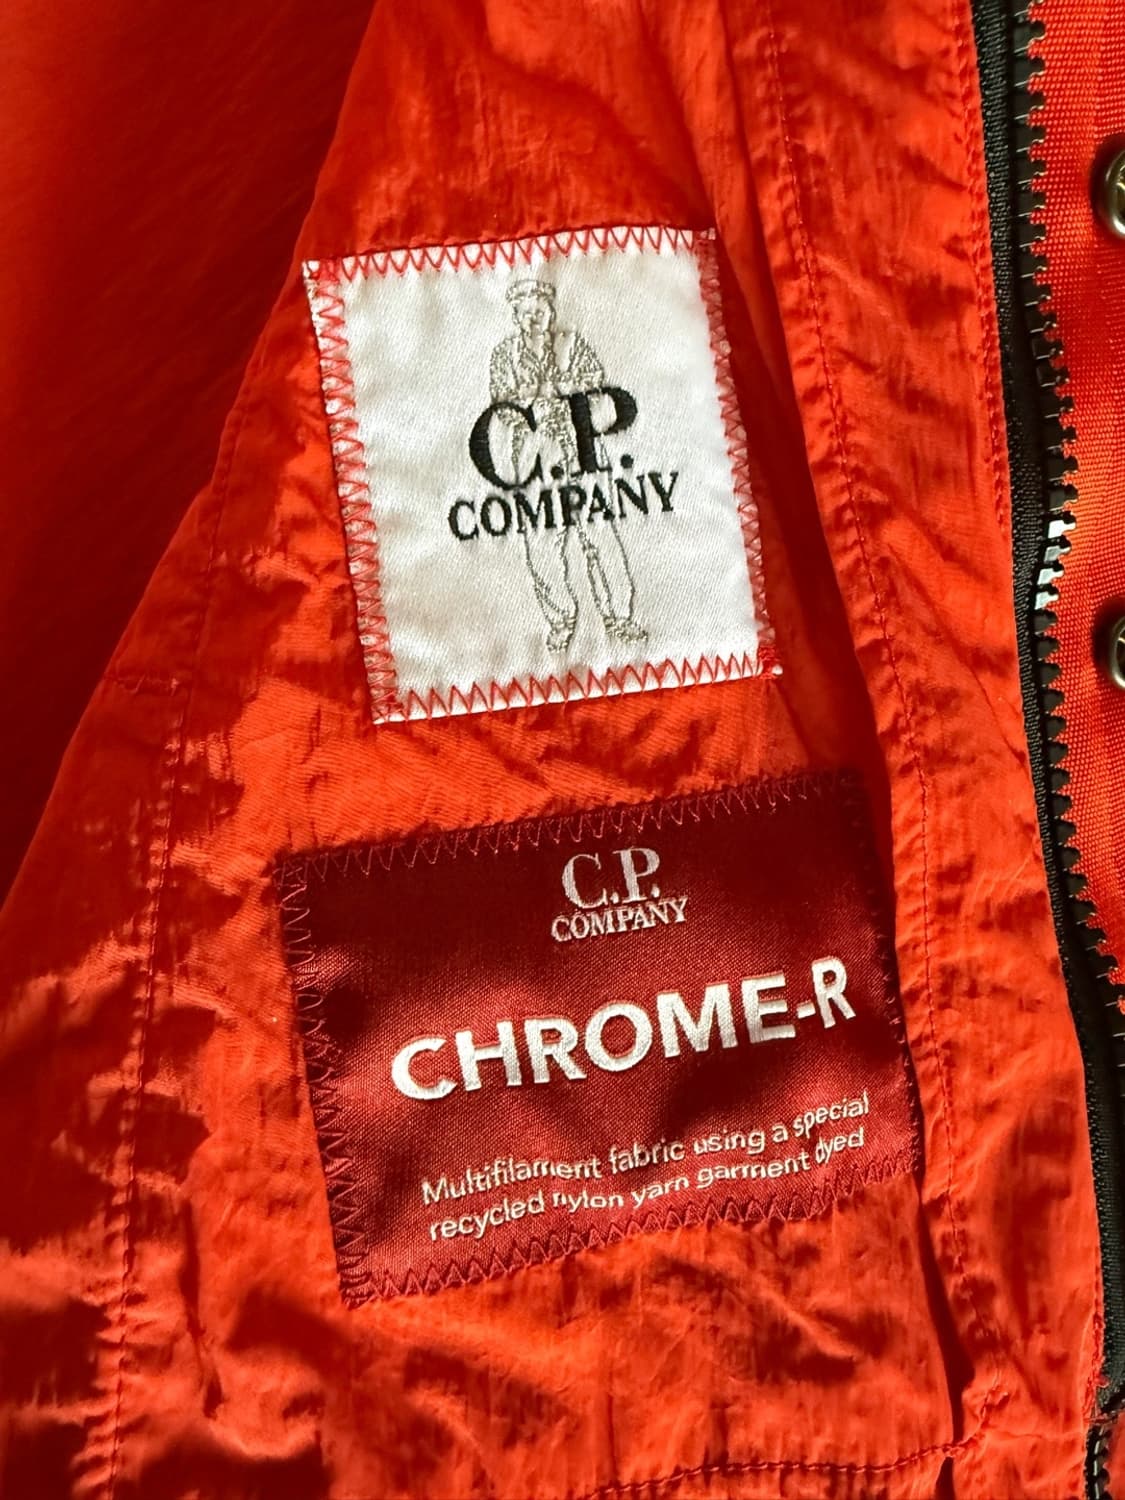 C.P.
COMPANY
C.P.
COMPANY
CHROME-R
Multifilament fabric using a special
recycled nylon yarn garment dyed